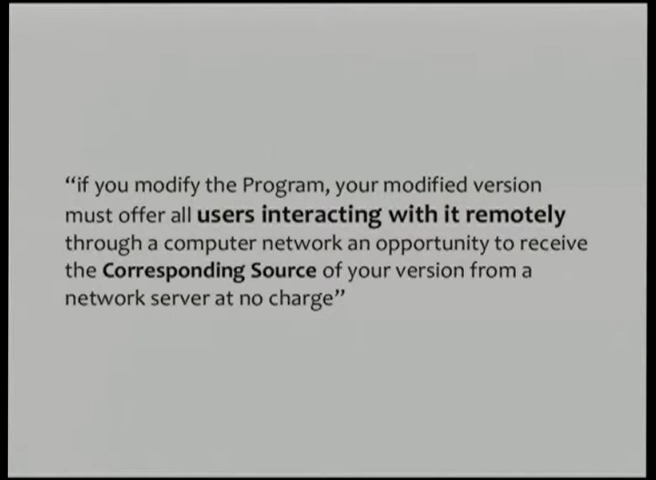 “if you modify the Program, your modified version
must offer all users interacting with it remotely
through a computer network an opportunity to receive
the Corresponding Source of your version from a
network server at no charge”